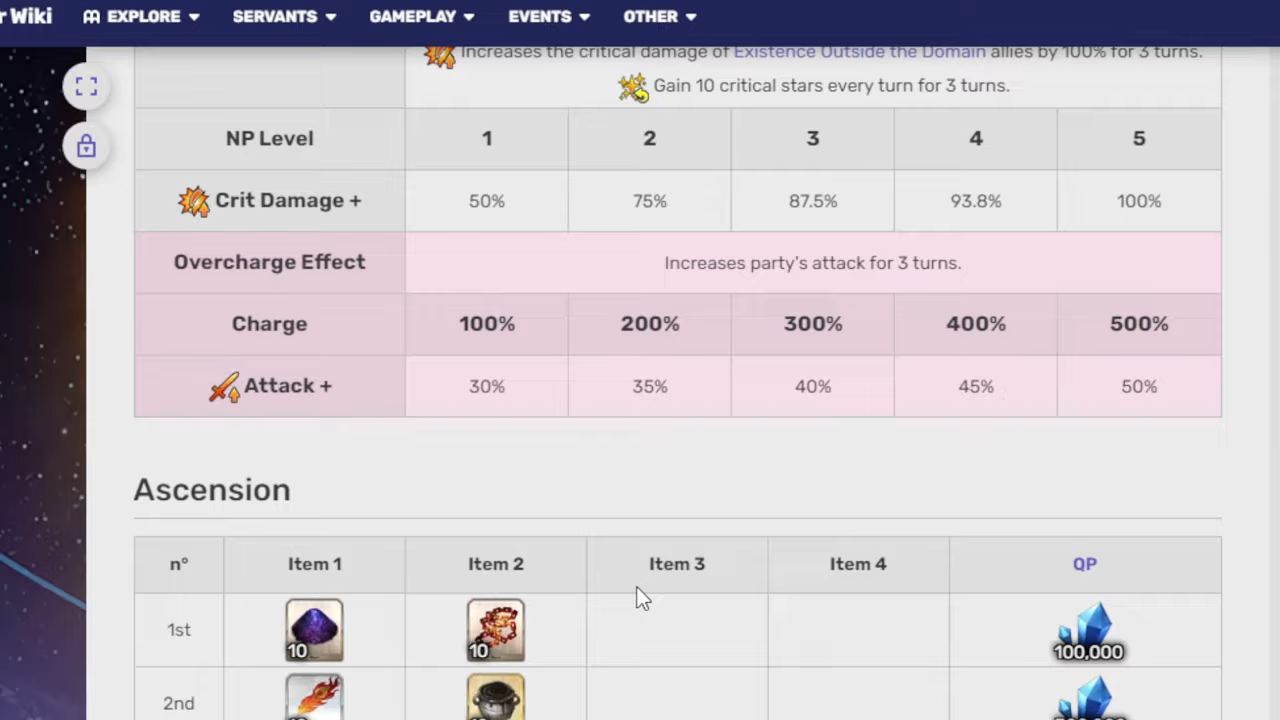 r Wiki EXPLORE SERVANTS GAMEPLAY EVENTS OTHER
Increases the critical damage of Existence Outside the Domain allies by 100% for 3 turns.
Gain 10 critical stars every turn for 3 turns.
NP Level 1 2 3 4 5
Crit Damage + 50% 75% 87.5% 93.8% 100%
Overcharge Effect Increases party's attack for 3 turns.
Charge 100% 200% 300% 400% 500%
Attack + 30% 35% 40% 45% 50%
Ascension
n° Item 1 Item 2 Item 3 Item 4 QP
1st 10 10 100,000
2nd